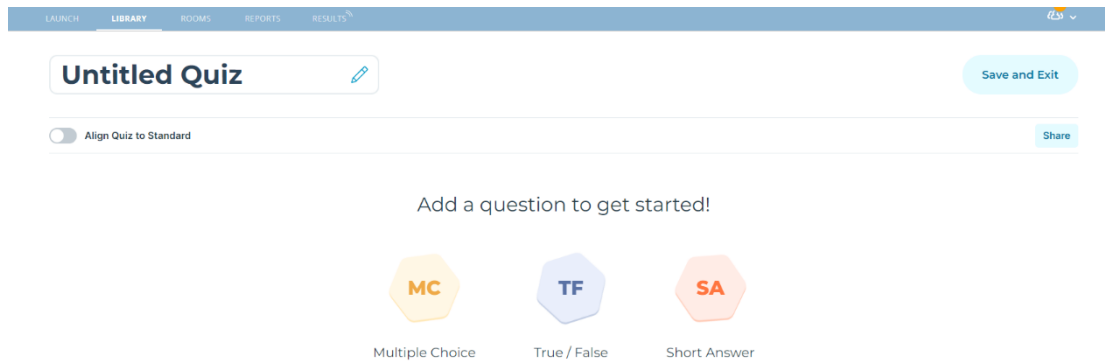 LAUNCH LIBRARY ROOMS REPORTS RESULTS
Untitled Quiz
Save and Exit
Align Quiz to Standard
Share
Add a question to get started!
MC TF SA
Multiple Choice True / False Short Answer